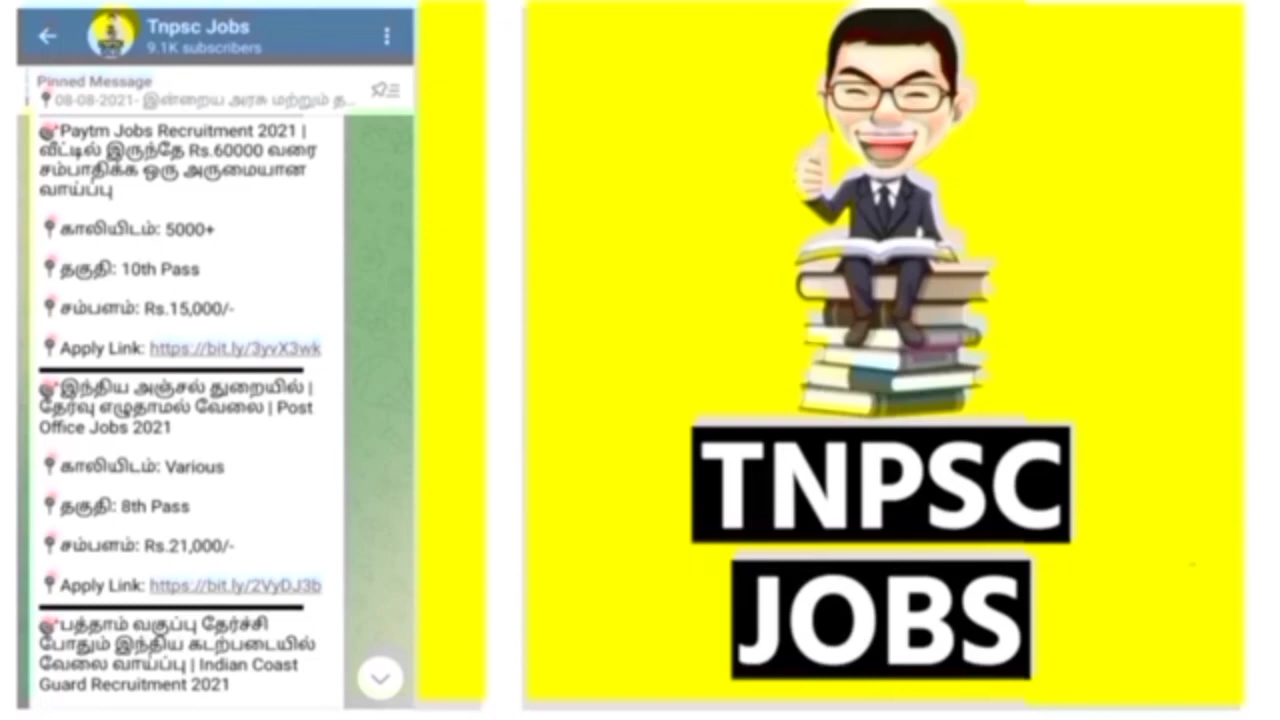 Tnpsc Jobs
9.1K subscribers
Pinned Message
08-08-2021- இன்றைய அரசு மற்றும் த...
Paytm Jobs Recruitment 2021 |
வீட்டில் இருந்தே Rs.60000 வரை
சம்பாதிக்க ஒரு அருமையான
வாய்ப்பு
காலியிடம்: 5000+
தகுதி: 10th Pass
சம்பளம்: Rs.15,000/-
Apply Link: https://bit.ly/3yvX3wk
இந்திய அஞ்சல் துறையில் |
தேர்வு எழுதாமல் வேலை | Post
Office Jobs 2021
காலியிடம்: Various
தகுதி: 8th Pass
சம்பளம்: Rs.21,000/-
Apply Link: https://bit.ly/2VyDJ3b
பத்தாம் வகுப்பு தேர்ச்சி
போதும் இந்திய கடற்படையில்
வேலை வாய்ப்பு | Indian Coast
Guard Recruitment 2021
TNPSC
JOBS